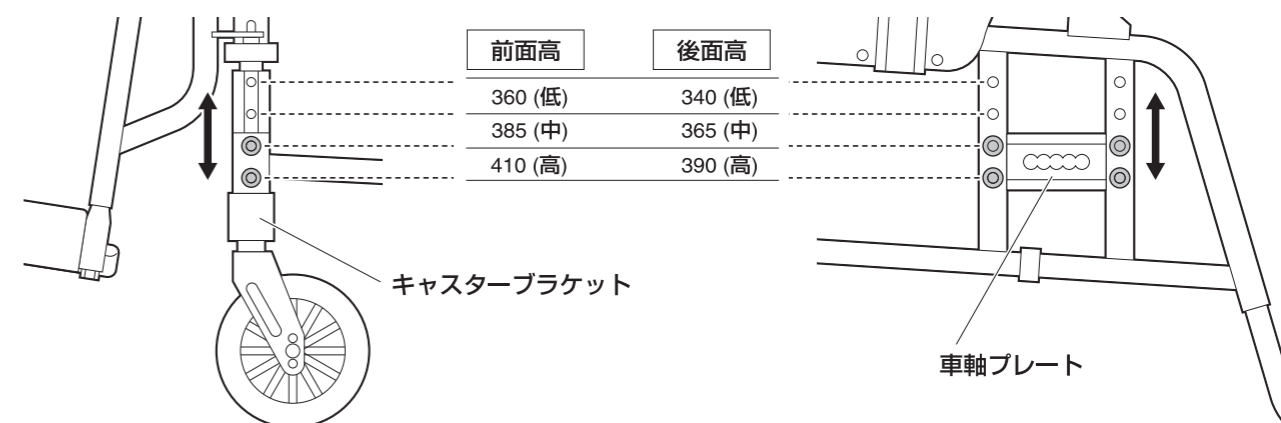 前面高 後面高
360 (低) 340 (低)
385 (中) 365 (中)
410 (高) 390 (高)
キャスターブラケット
車軸プレート